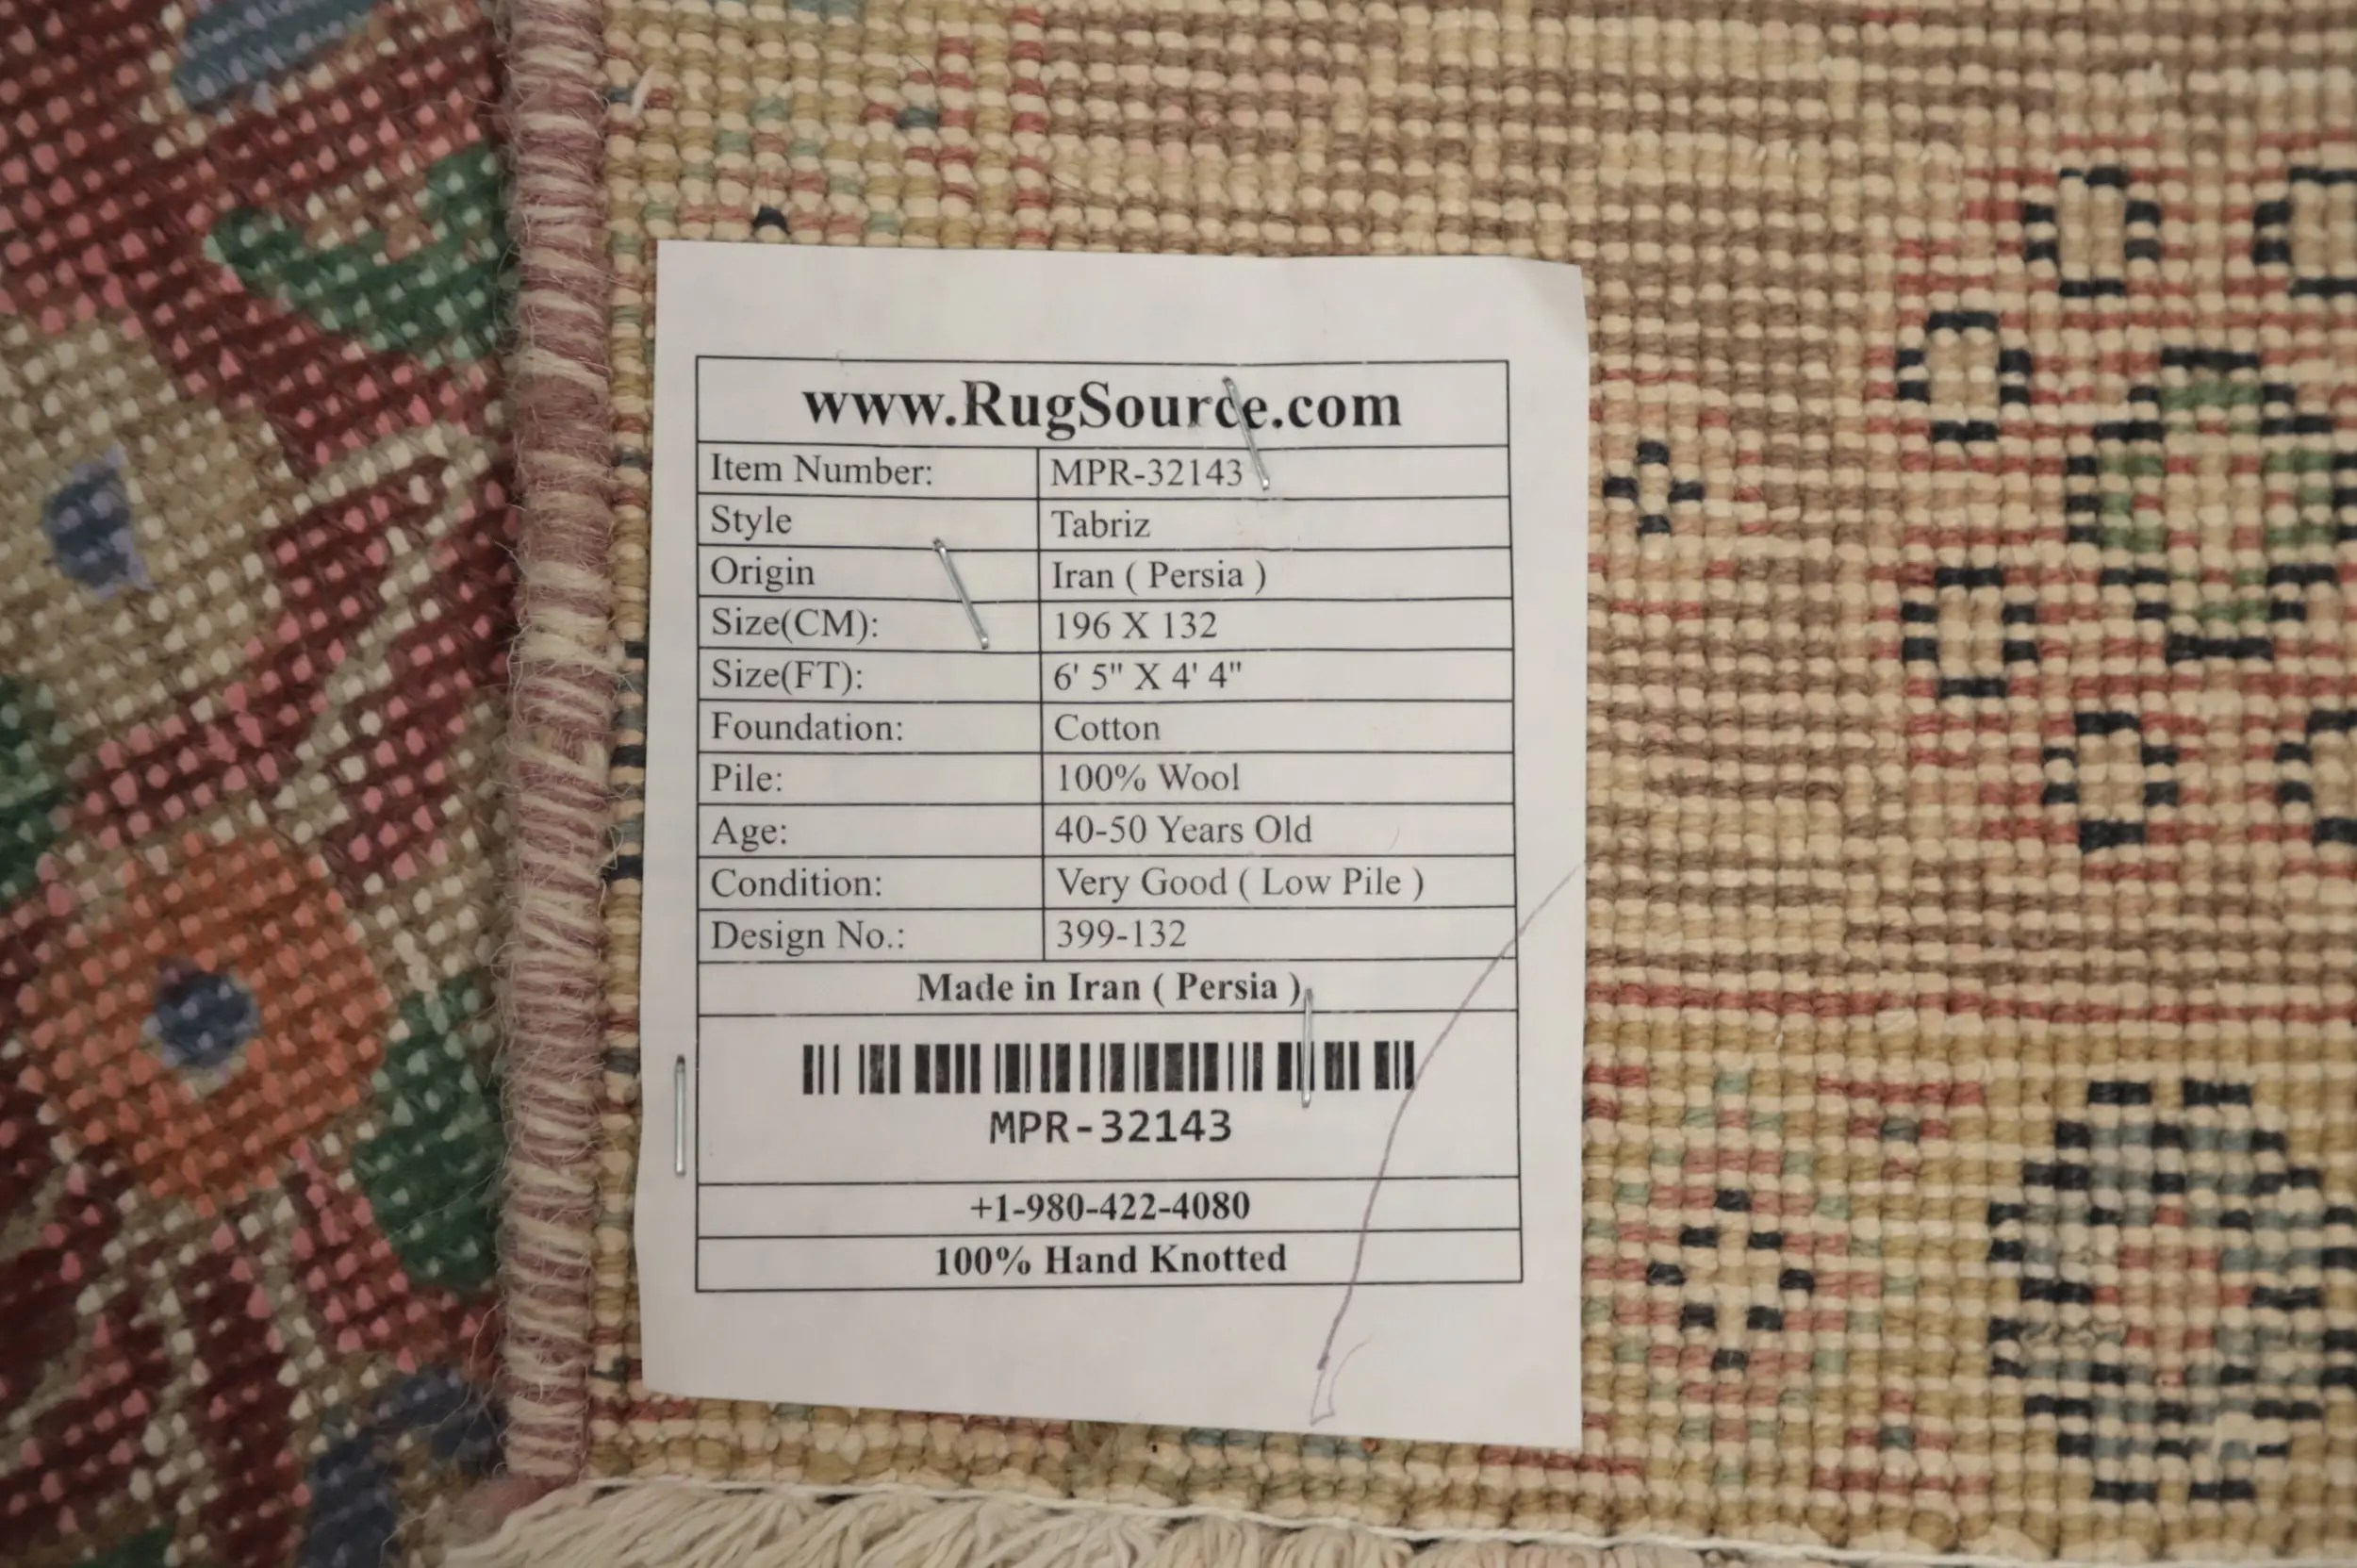 www.RugSource.com
Item Number: MPR-32143
Style Tabriz
Origin Iran ( Persia )
Size(CM): 196 X 132
Size(FT): 6' 5" X 4' 4"
Foundation: Cotton
Pile: 100% Wool
Age: 40-50 Years Old
Condition: Very Good ( Low Pile )
Design No.: 399-132
Made in Iran ( Persia )
MPR-32143
+1-980-422-4080
100% Hand Knotted